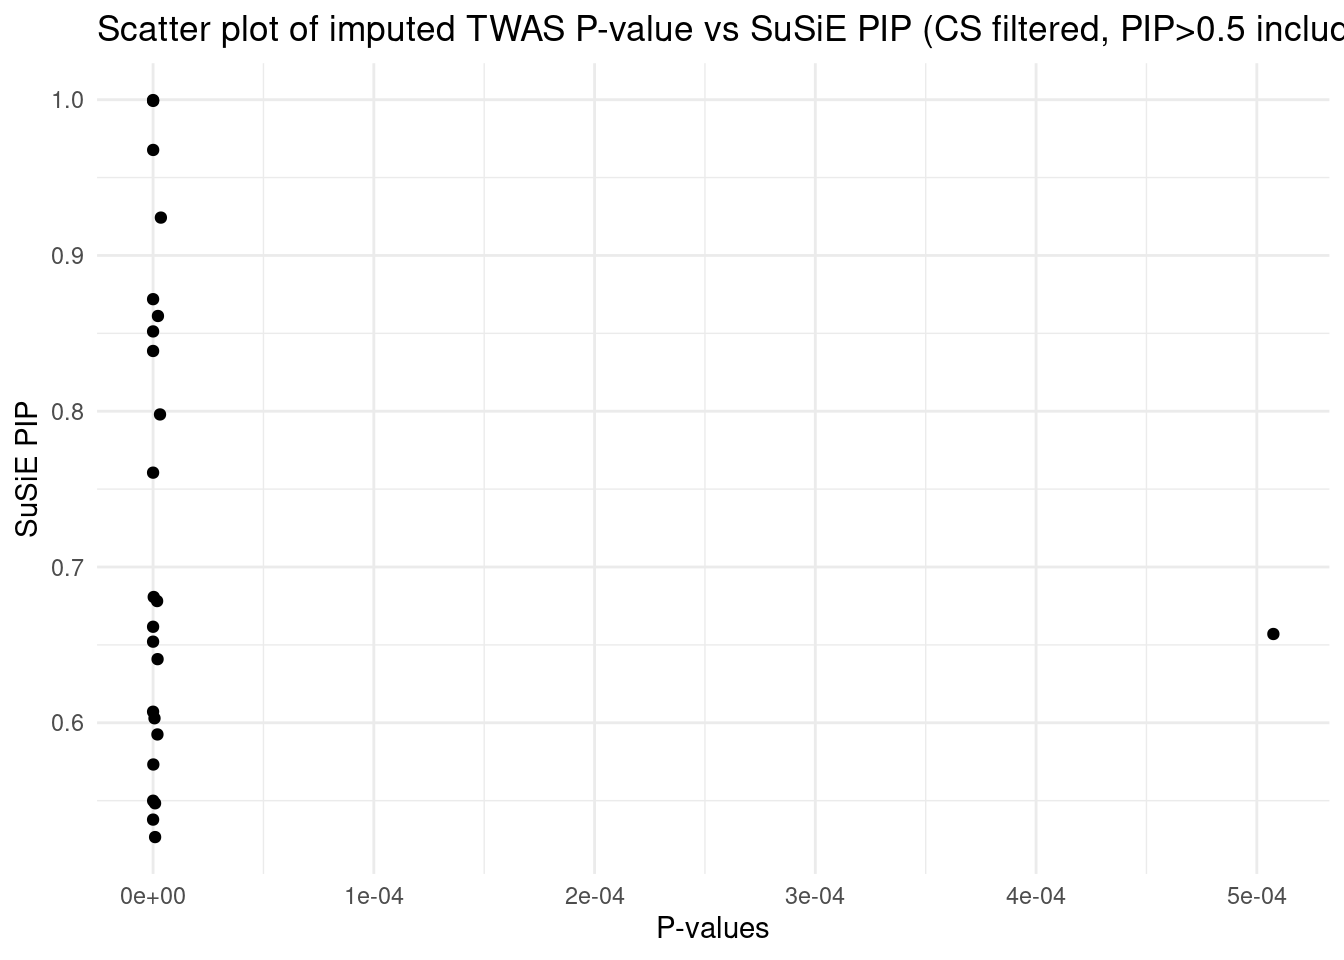 Scatter plot of imputed TWAS P-value vs SuSiE PIP (CS filtered, PIP>0.5
1.0
0.9
0.8
0.7
0.6
SuSiE PIP
0e+00 1e-04 2e-04 3e-04 4e-04 5e-04
P-values